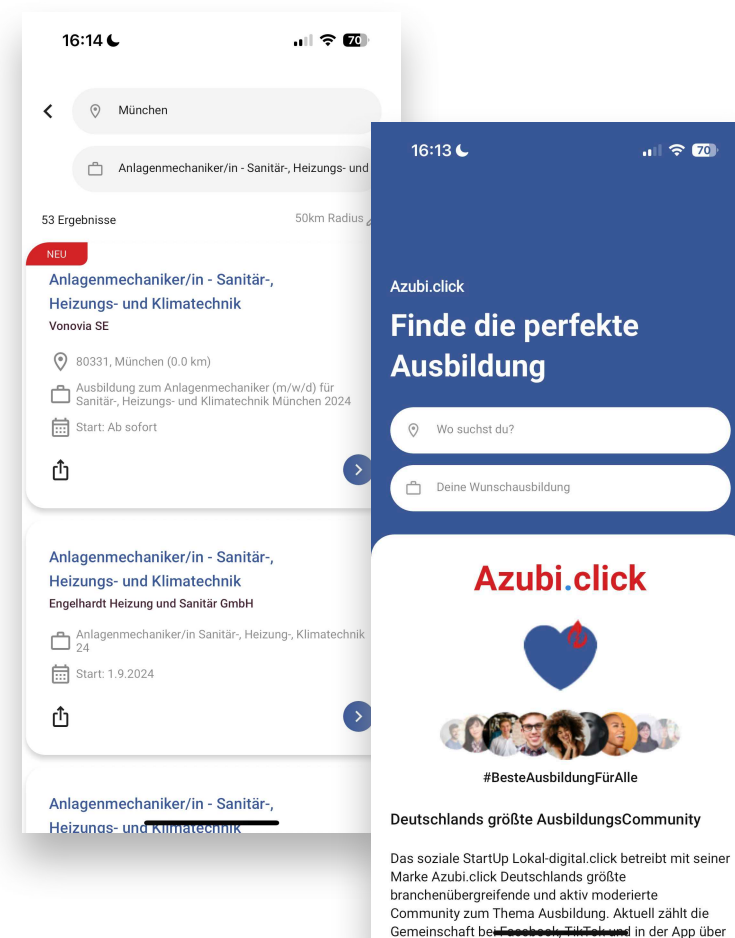 16:14
70
München
Anlagenmechaniker/in - Sanitär-, Heizungs- und
53 Ergebnisse
50km Radius
NEU
Anlagenmechaniker/in - Sanitär-,
Heizungs- und Klimatechnik
Vonovia SE
80331, München (0.0 km)
Ausbildung zum Anlagenmechaniker (m/w/d) für
Sanitär-, Heizungs- und Klimatechnik München 2024
Start: Ab sofort
Anlagenmechaniker/in - Sanitär-,
Heizungs- und Klimatechnik
Engelhardt Heizung und Sanitär GmbH
Anlagenmechaniker/in Sanitär-, Heizung-, Klimatechnik
24
Start: 1.9.2024
Anlagenmechaniker/in - Sanitär-,
Heizungs- und Klimatechnik
16:13
70
Azubi.click
Finde die perfekte
Ausbildung
Wo suchst du?
Deine Wunschausbildung
Azubi.click
#BesteAusbildungFürAlle
Deutschlands größte AusbildungsCommunity
Das soziale StartUp Lokal-digital.click betreibt mit seiner
Marke Azubi.click Deutschlands größte
branchenübergreifende und aktiv moderierte
Community zum Thema Ausbildung. Aktuell zählt die
Gemeinschaft bei Facebook, TikTok und in der App über